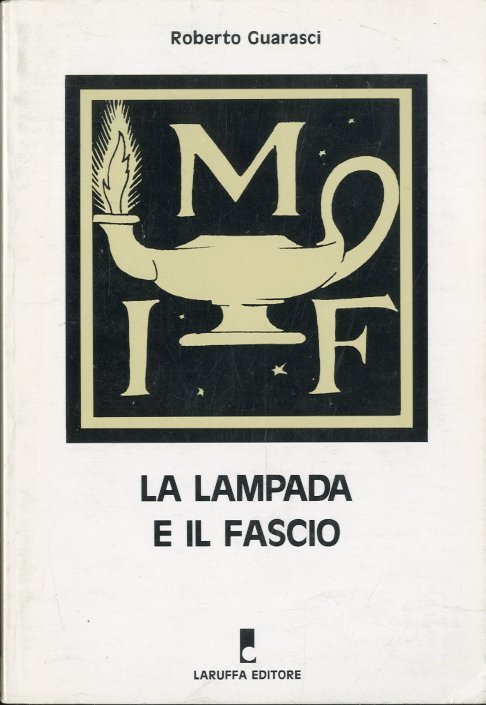 Roberto Guarasci
M
I F
LA LAMPADA
E IL FASCIO
LARUFFA EDITORE